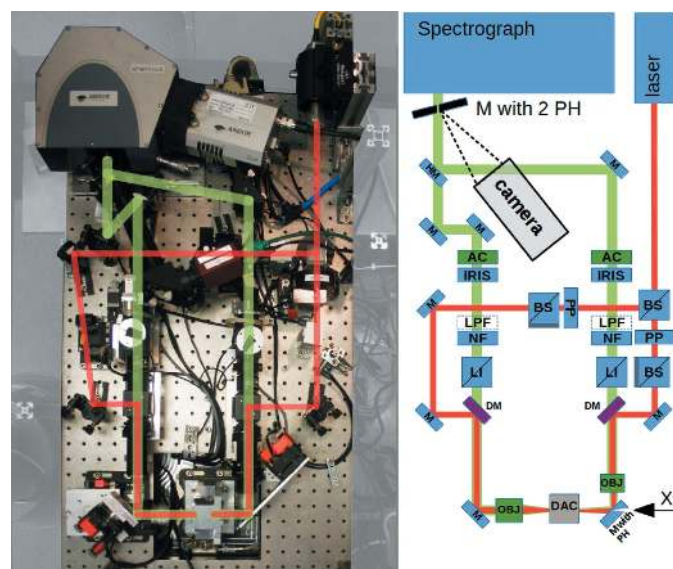 ANDOR
ANDOR
Spectrograph
laser
M with 2 PH
HM
M
camera
M
M
AC
AC
IRIS
IRIS
M
BS
PP
BS
LPF
LPF
NF
NF
PP
LI
LI
BS
DM
DM
M
M
OBJ
OBJ
DAC
X
M
M with
PH